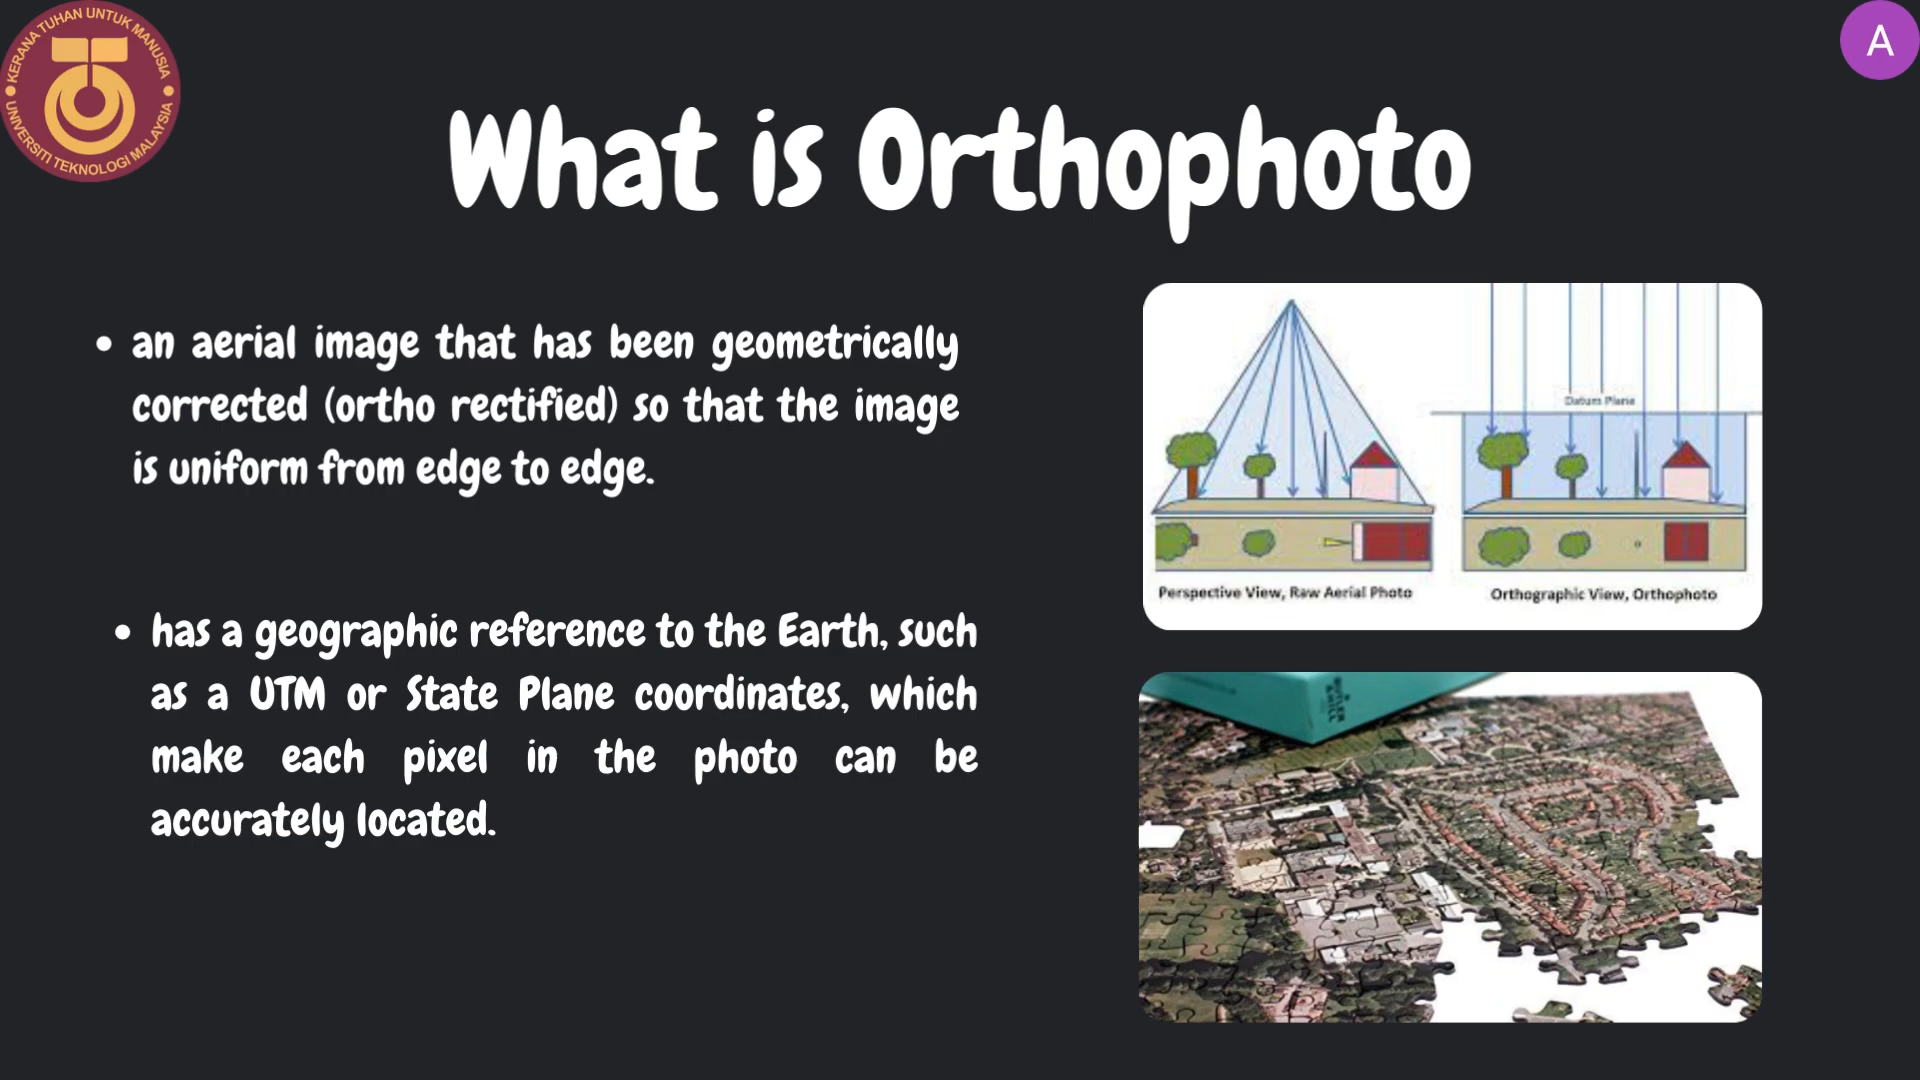 KERANA TUHAN UNTUK MANUSIA
UNIVERSITI TEKNOLOGI MALAYSIA
A
What is Orthophoto
• an aerial image that has been geometrically
corrected (ortho rectified) so that the image
is uniform from edge to edge.
• has a geographic reference to the Earth, such
as a UTM or State Plane coordinates, which
make each pixel in the photo can be
accurately located.
Datum Plane
Perspective View, Raw Aerial Photo
Orthographic View, Orthophoto
BUTLER
& HILL